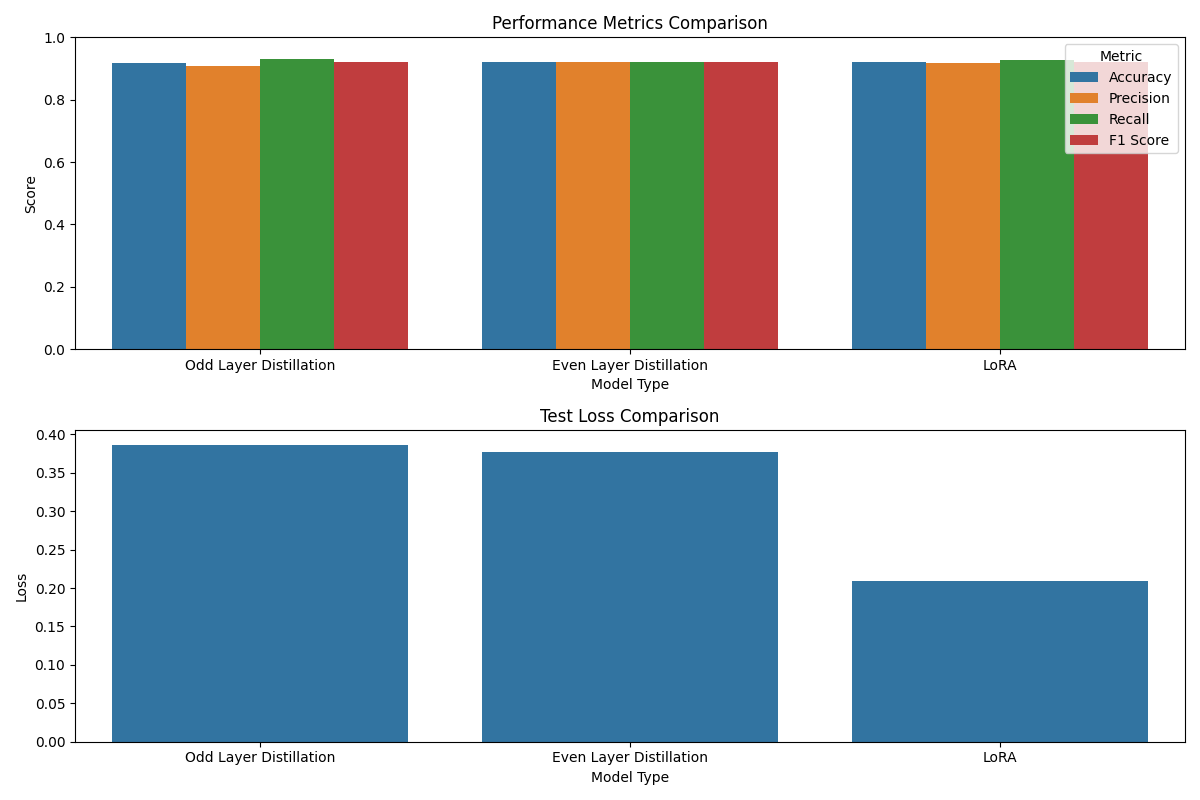 Performance Metrics Comparison
Score
1.0
0.8
0.6
0.4
0.2
0.0
Metric
Accuracy
Precision
Recall
F1 Score
Odd Layer Distillation
Even Layer Distillation
LoRA
Model Type
Test Loss Comparison
Loss
0.40
0.35
0.30
0.25
0.20
0.15
0.10
0.05
0.00
Odd Layer Distillation
Even Layer Distillation
LoRA
Model Type